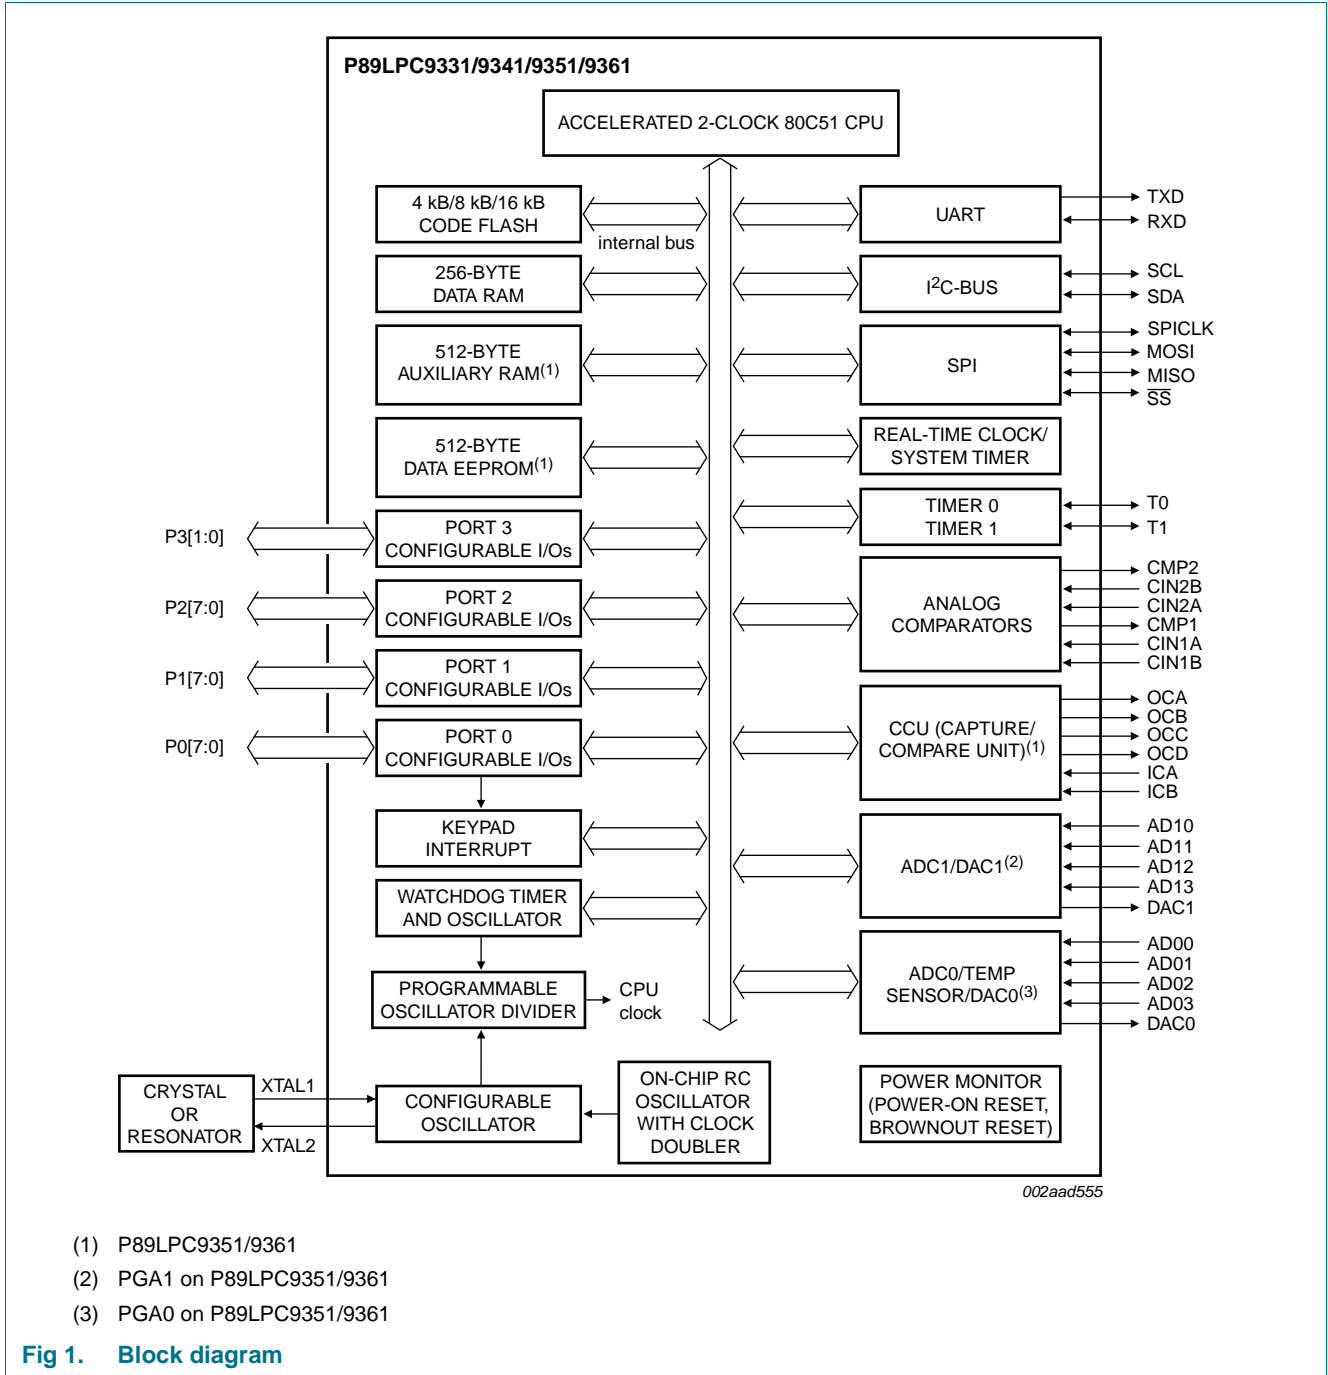 P89LPC9331/9341/9351/9361
ACCELERATED 2-CLOCK 80C51 CPU
4 kB/8 kB/16 kB
CODE FLASH
internal bus
256-BYTE
DATA RAM
512-BYTE
AUXILIARY RAM(1)
512-BYTE
DATA EEPROM(1)
P3[1:0]
PORT 3
CONFIGURABLE I/Os
P2[7:0]
PORT 2
CONFIGURABLE I/Os
P1[7:0]
PORT 1
CONFIGURABLE I/Os
P0[7:0]
PORT 0
CONFIGURABLE I/Os
KEYPAD
INTERRUPT
WATCHDOG TIMER
AND OSCILLATOR
PROGRAMMABLE
OSCILLATOR DIVIDER
CPU
clock
CRYSTAL
OR
RESONATOR
XTAL1
XTAL2
CONFIGURABLE
OSCILLATOR
ON-CHIP RC
OSCILLATOR
WITH CLOCK
DOUBLER
UART
TXD
RXD
I2C-BUS
SCL
SDA
SPI
SPICLK
MOSI
MISO
SS
REAL-TIME CLOCK/
SYSTEM TIMER
TIMER 0
TIMER 1
T0
T1
ANALOG
COMPARATORS
CMP2
CIN2B
CIN2A
CMP1
CIN1A
CIN1B
CCU (CAPTURE/
COMPARE UNIT)(1)
OCA
OCB
OCC
OCD
ICA
ICB
ADC1/DAC1(2)
AD10
AD11
AD12
AD13
DAC1
ADC0/TEMP
SENSOR/DAC0(3)
AD00
AD01
AD02
AD03
DAC0
POWER MONITOR
(POWER-ON RESET,
BROWNOUT RESET)
002aad555
(1) P89LPC9351/9361
(2) PGA1 on P89LPC9351/9361
(3) PGA0 on P89LPC9351/9361
Fig 1. Block diagram